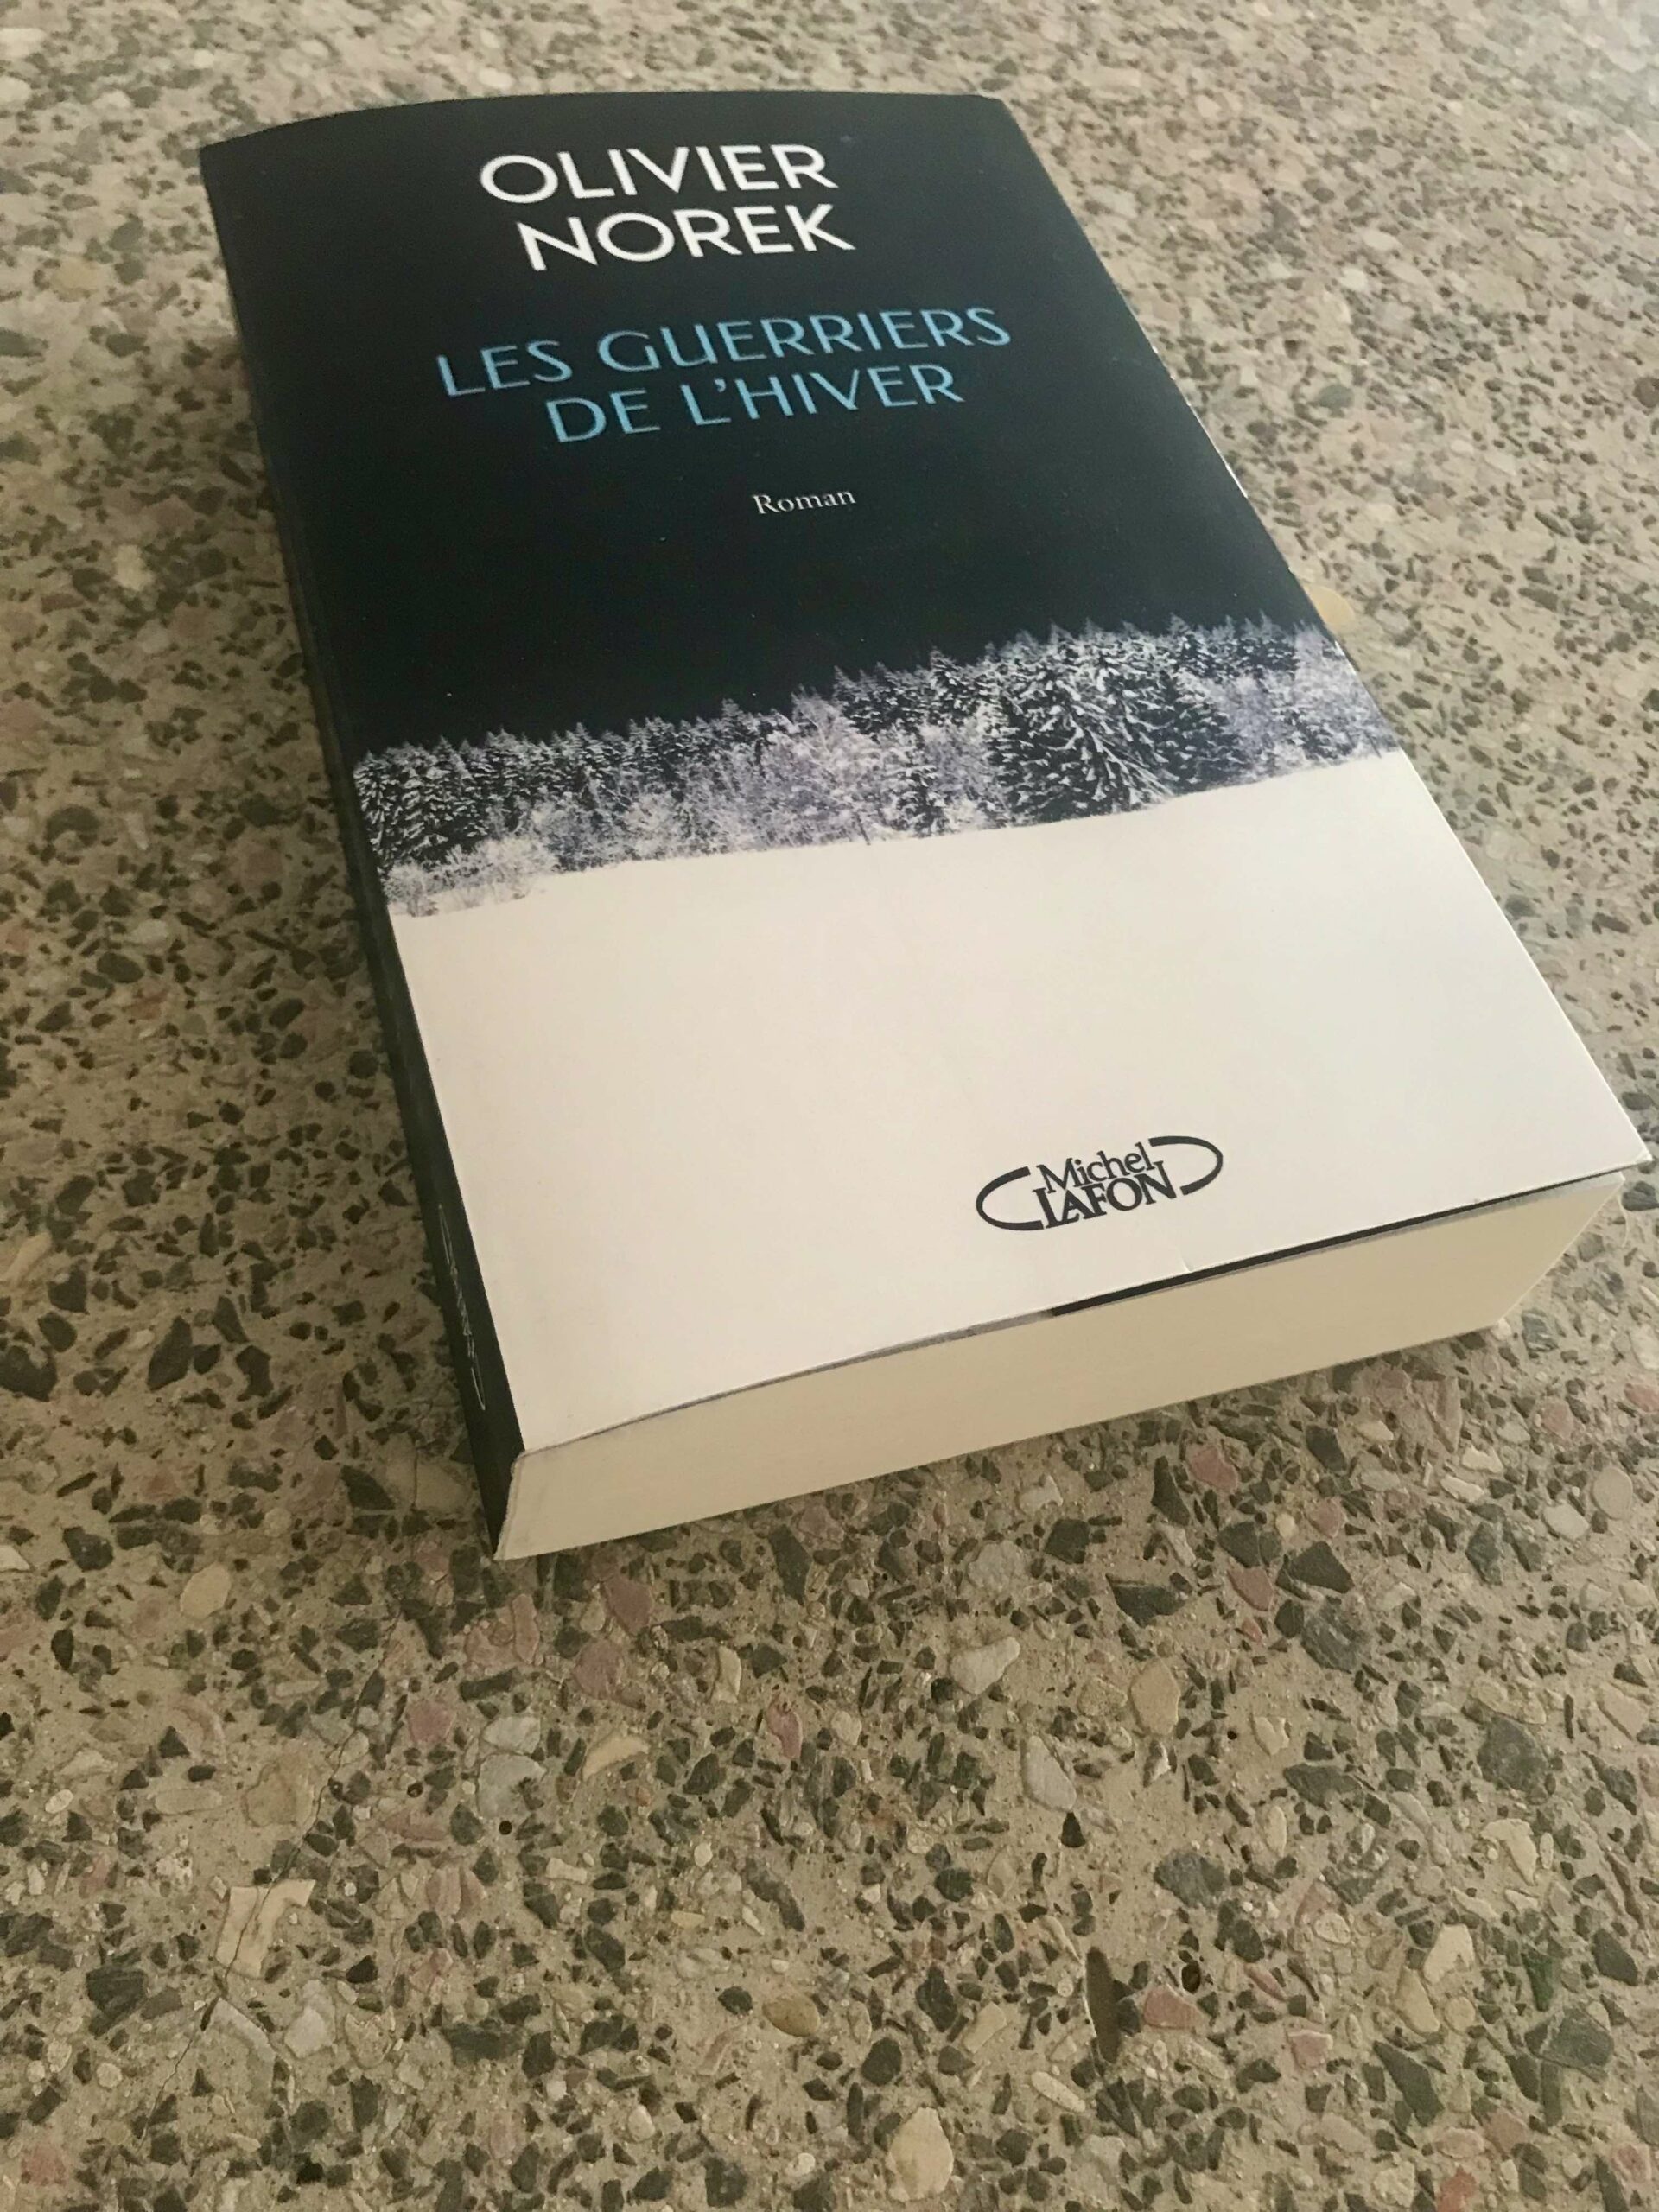 OLIVIER
NOREK
LES GUERRIERS
DE L'HIVER
Roman
Michel
LAFON